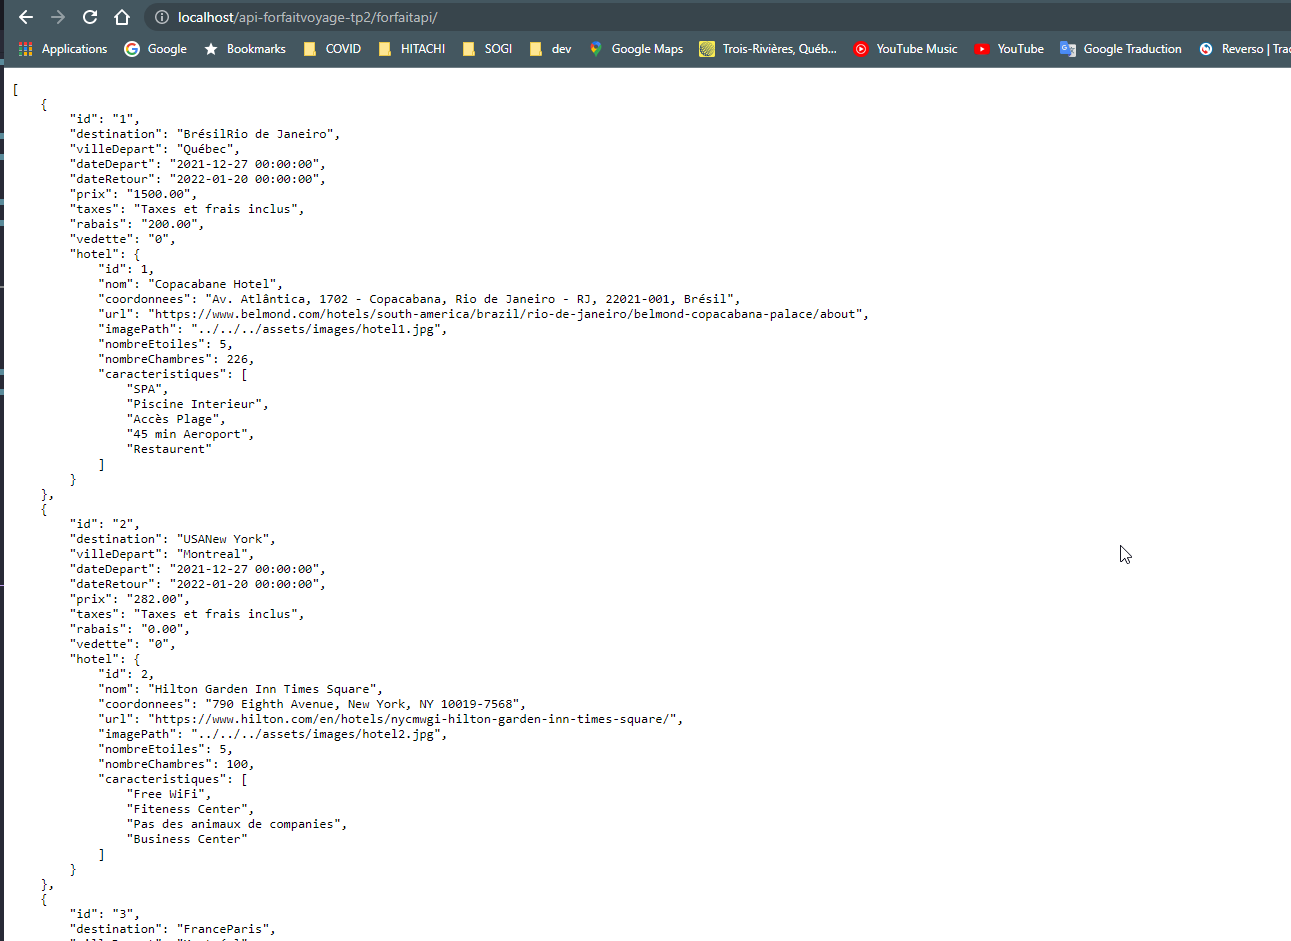 localhost/api-forfaitvoyage-tp2/forfaitapi/
Applications Google Bookmarks COVID HITACHI SOGI dev Google Maps Trois-Rivières, Québ... YouTube Music YouTube Google Traduction Reverso | Tra
[
{
"id": "1",
"destination": "BrésilRio de Janeiro",
"villeDepart": "Québec",
"dateDepart": "2021-12-27 00:00:00",
"dateRetour": "2022-01-20 00:00:00",
"prix": "1500.00",
"taxes": "Taxes et frais inclus",
"rabais": "200.00",
"vedette": "0",
"hotel": {
"id": 1,
"nom": "Copacabane Hotel",
"coordonnees": "Av. Atlântica, 1702 - Copacabana, Rio de Janeiro - RJ, 22021-001, Brésil",
"url": "https://www.belmond.com/hotels/south-america/brazil/rio-de-janeiro/belmond-copacabana-palace/about",
"imagePath": "../../../assets/images/hotel1.jpg",
"nombreEtoiles": 5,
"nombreChambres": 226,
"caracteristiques": [
"SPA",
"Piscine Interieur",
"Accès Plage",
"45 min Aeroport",
"Restaurent"
]
}
},
{
"id": "2",
"destination": "USANew York",
"villeDepart": "Montreal",
"dateDepart": "2021-12-27 00:00:00",
"dateRetour": "2022-01-20 00:00:00",
"prix": "282.00",
"taxes": "Taxes et frais inclus",
"rabais": "0.00",
"vedette": "0",
"hotel": {
"id": 2,
"nom": "Hilton Garden Inn Times Square",
"coordonnees": "790 Eighth Avenue, New York, NY 10019-7568",
"url": "https://www.hilton.com/en/hotels/nycmwgi-hilton-garden-inn-times-square/",
"imagePath": "../../../assets/images/hotel2.jpg",
"nombreEtoiles": 5,
"nombreChambres": 100,
"caracteristiques": [
"Free WiFi",
"Fiteness Center",
"Pas des animaux de companies",
"Business Center"
]
}
},
{
"id": "3",
"destination": "FranceParis",